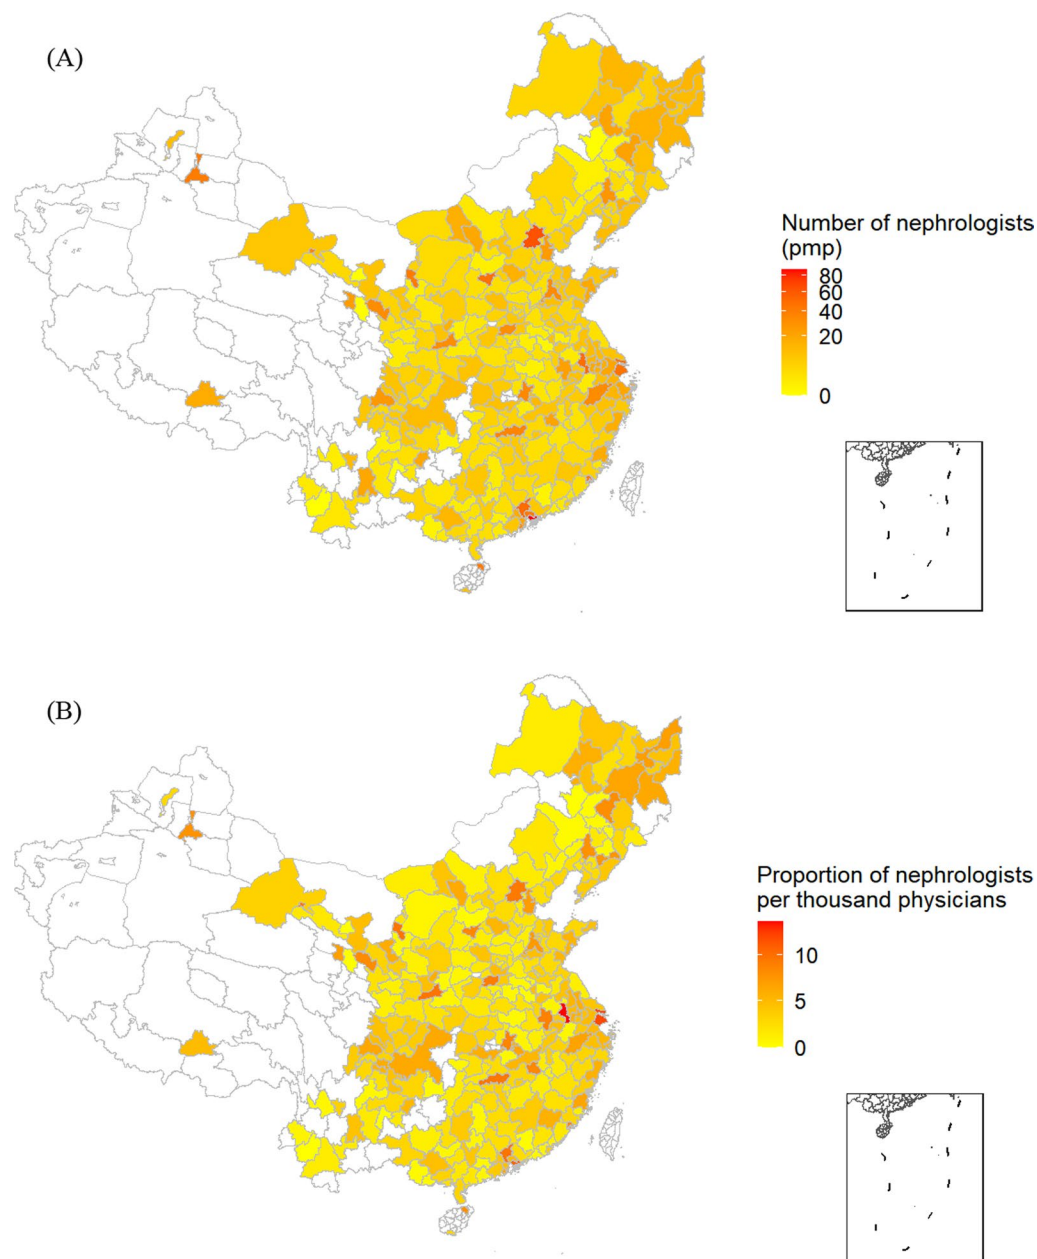 (A)
Number of nephrologists
(pmp)
80
60
40
20
0
(B)
Proportion of nephrologists
per thousand physicians
10
5
0